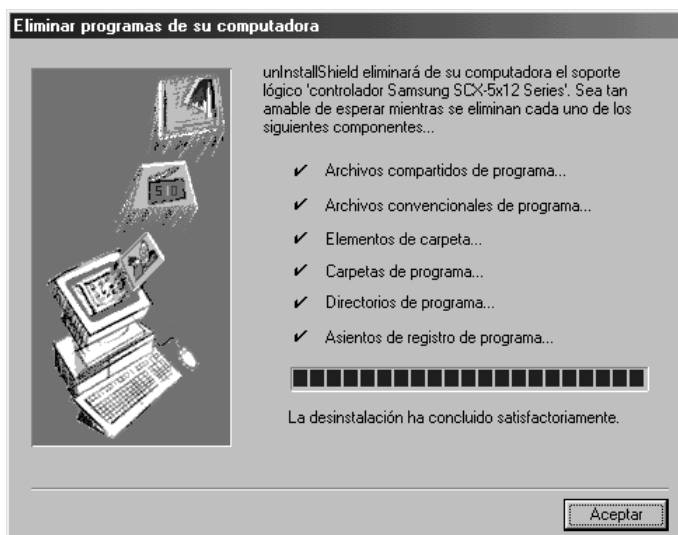 Eliminar programas de su computadora
unInstallShield eliminará de su computadora el soporte
lógico 'controlador Samsung SCX-5x12 Series'. Sea tan
amable de esperar mientras se eliminan cada uno de los
siguientes componentes...
✔ Archivos compartidos de programa...
✔ Archivos convencionales de programa...
✔ Elementos de carpeta...
✔ Carpetas de programa...
✔ Directorios de programa...
✔ Asientos de registro de programa...
La desinstalación ha concluido satisfactoriamente.
Aceptar